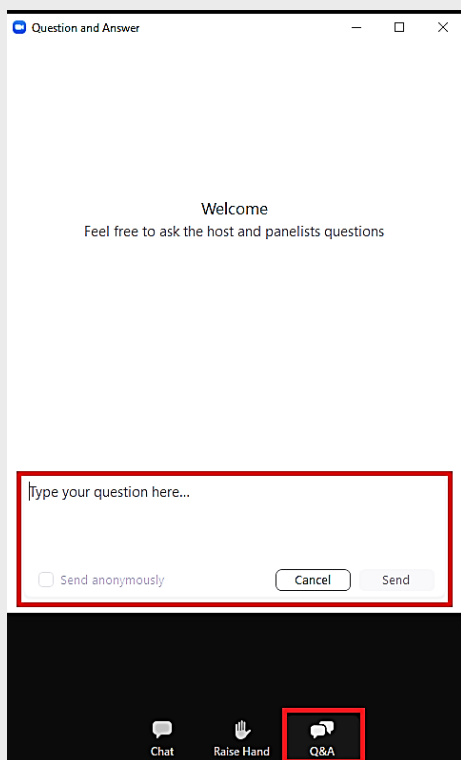 Question and Answer
Welcome
Feel free to ask the host and panelists questions
Type your question here...
Send anonymously
Cancel
Send
Chat
Raise Hand
Q&A